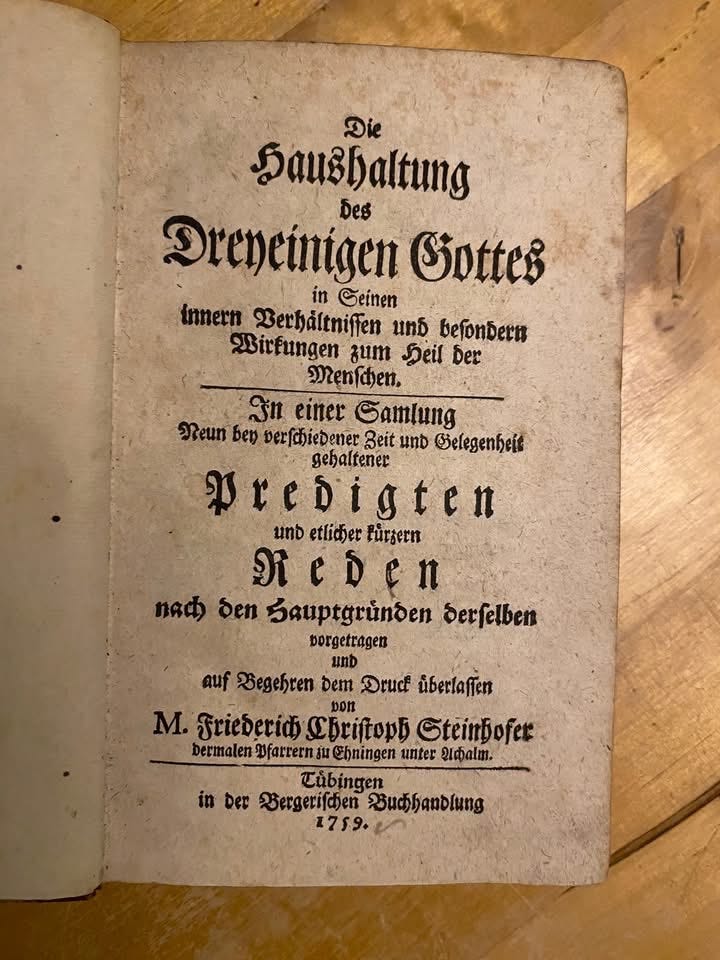 Die
Haushaltung
des
Dreyeinigen Gottes
in Seinen
innern Verhältnissen und besondern
Wirkungen zum Heil der
Menschen.
In einer Samlung
Neun bey verschiedener Zeit und Gelegenheit
gehaltener
Predigten
und etlicher kürzern
Reden
nach den Hauptgründen derselben
vorgetragen
und
auf Begehren dem Druck überlassen
von
M. Friederich Christoph Steinhofer
dermalen Pfarrern zu Ehningen unter Achalm.
Tübingen
in der Bergerischen Buchhandlung
1759.